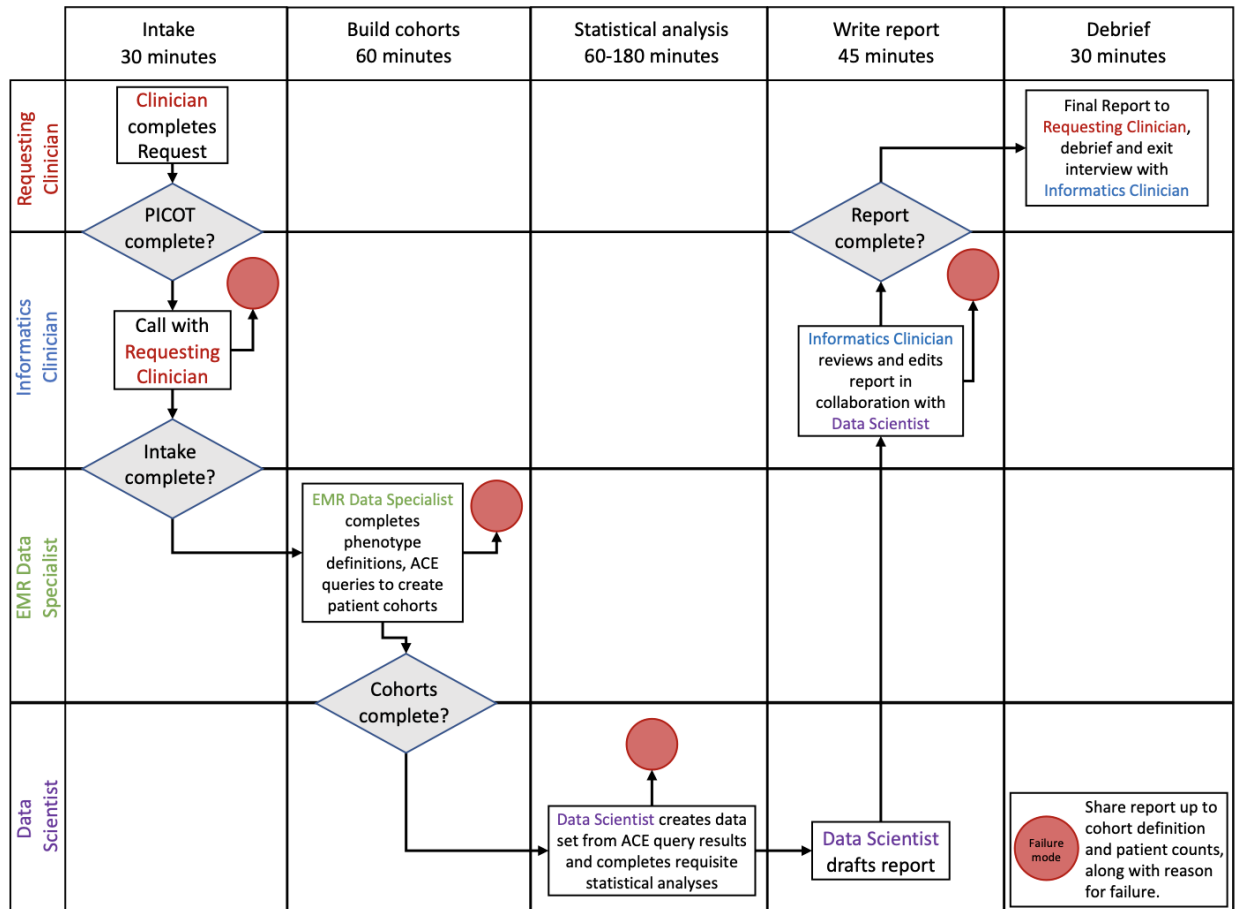 Intake
30 minutes
Build cohorts
60 minutes
Statistical analysis
60-180 minutes
Write report
45 minutes
Debrief
30 minutes
Requesting
Clinician
Clinician
completes
Request
PICOT
complete?
Report
complete?
Final Report to
Requesting Clinician,
debrief and exit
interview with
Informatics Clinician
Informatics
Clinician
Call with
Requesting
Clinician
Intake
complete?
Informatics Clinician
reviews and edits
report in
collaboration with
Data Scientist
EMR Data
Specialist
EMR Data Specialist
completes
phenotype
definitions, ACE
queries to create
patient cohorts
Cohorts
complete?
Data
Scientist
Data Scientist creates data
set from ACE query results
and completes requisite
statistical analyses
Data Scientist
drafts report
Failure
mode
Share report up to
cohort definition
and patient counts,
along with reason
for failure.